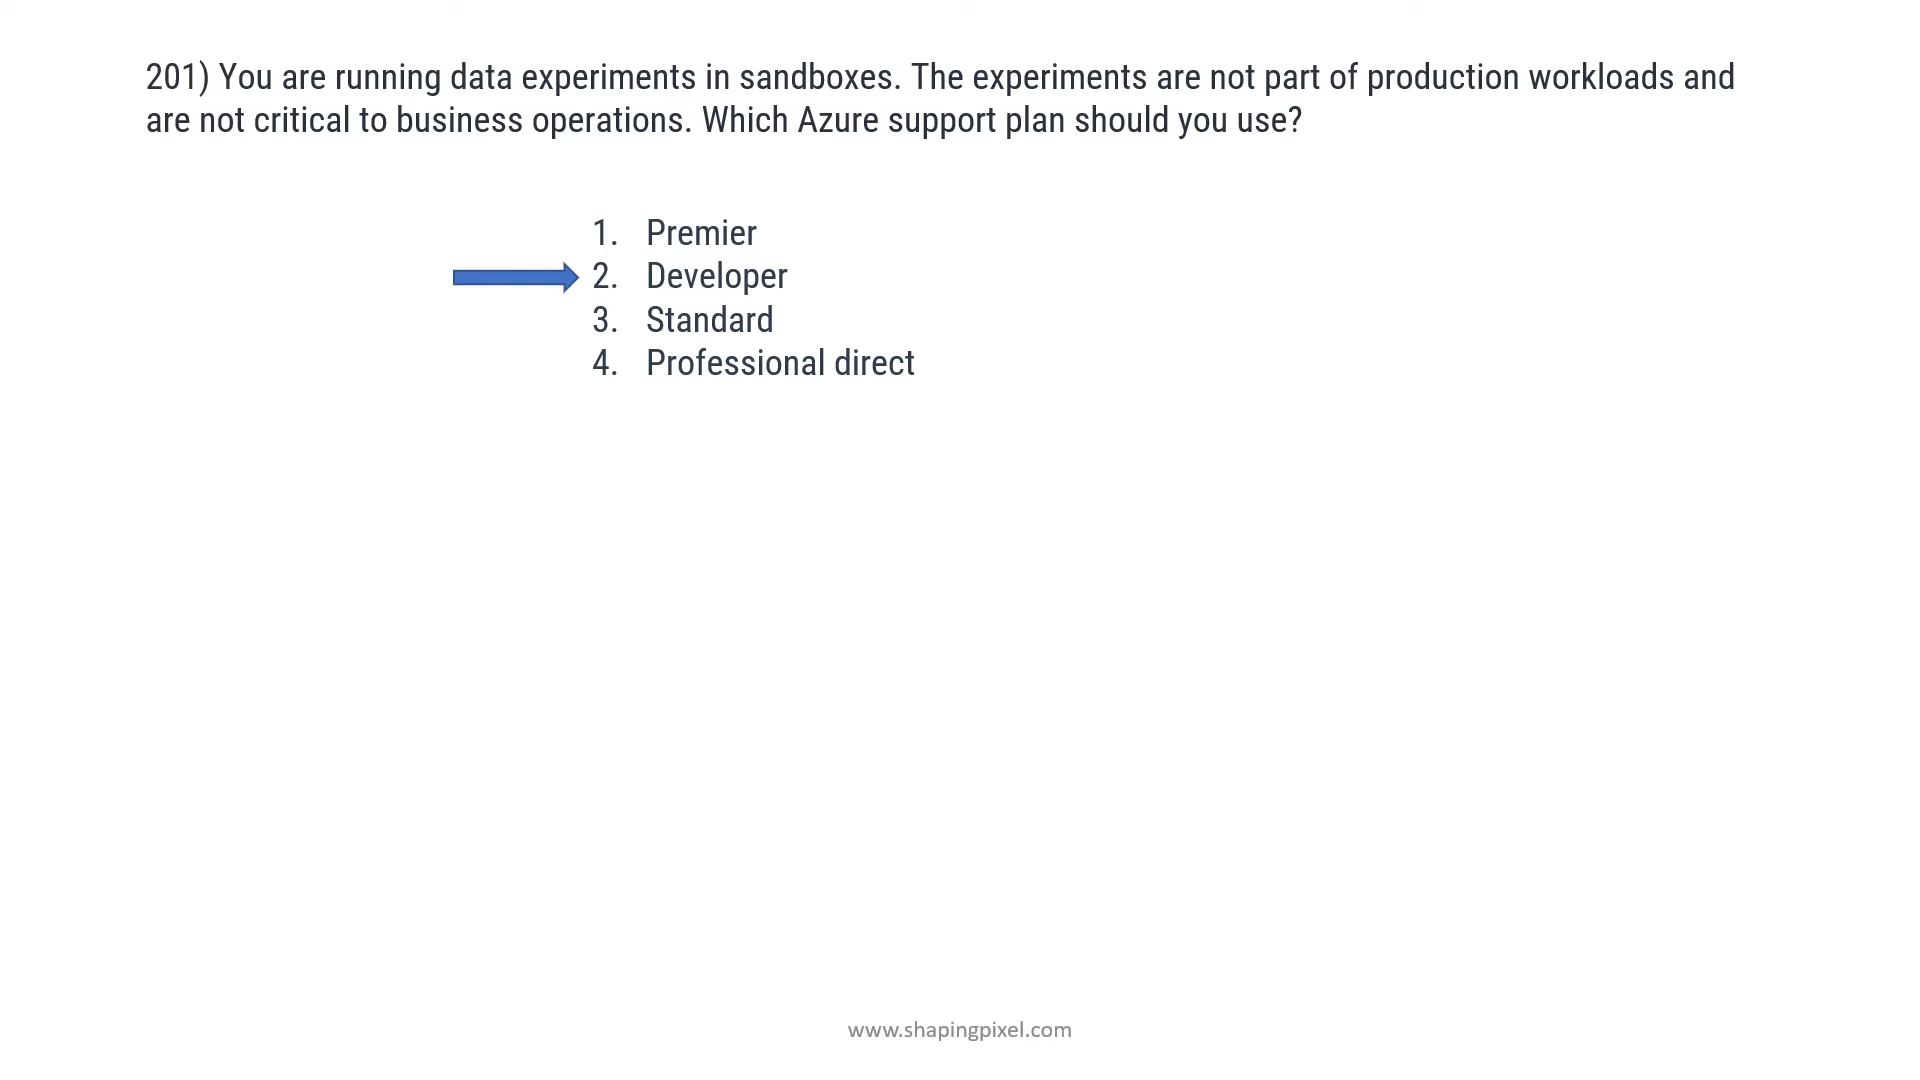 201) You are running data experiments in sandboxes. The experiments are not part of production workloads and
are not critical to business operations. Which Azure support plan should you use?
1. Premier
2. Developer
3. Standard
4. Professional direct
www.shapingpixel.com